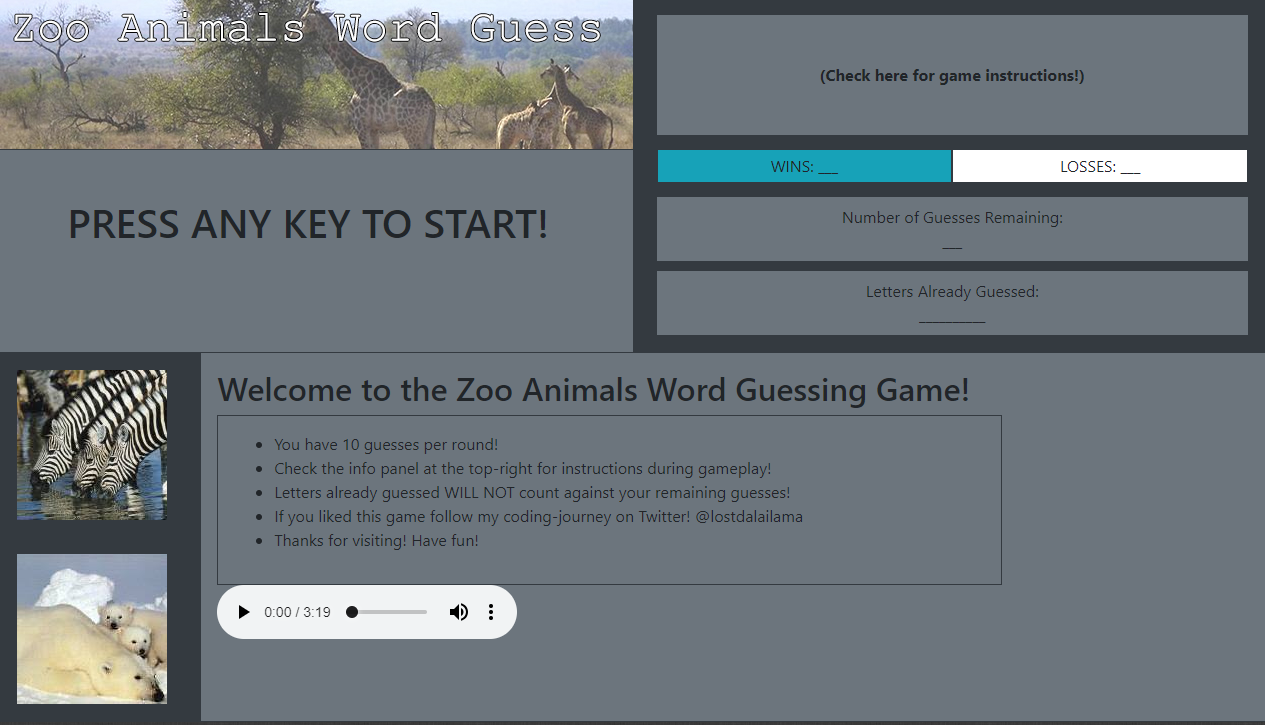 Zoo Animals Word Guess
(Check here for game instructions!)
WINS: ___
LOSSES: ___
PRESS ANY KEY TO START!
Number of Guesses Remaining:
___
Letters Already Guessed:
__________
Welcome to the Zoo Animals Word Guessing Game!
• You have 10 guesses per round!
• Check the info panel at the top-right for instructions during gameplay!
• Letters already guessed WILL NOT count against your remaining guesses!
• If you liked this game follow my coding-journey on Twitter! @lostdalailama
• Thanks for visiting! Have fun!
0:00 / 3:19